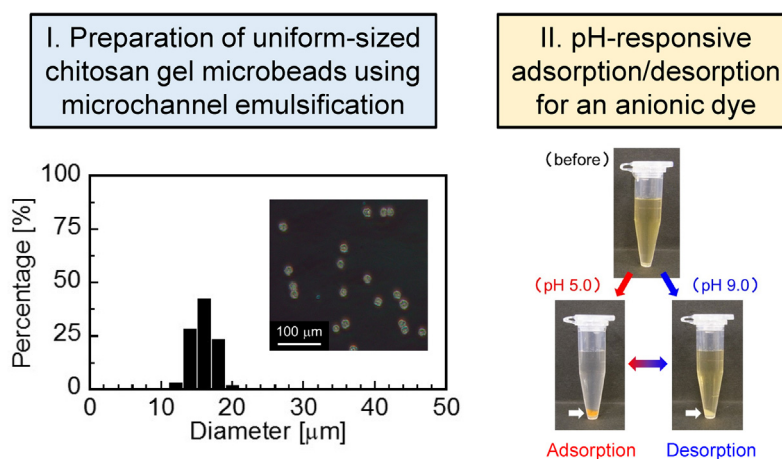 I. Preparation of uniform-sized
chitosan gel microbeads using
microchannel emulsification
II. pH-responsive
adsorption/desorption
for an anionic dye
Percentage [%]
100
75
50
25
0
0
10
20
30
40
50
Diameter [μm]
100 μm
(before)
(pH 5.0)
(pH 9.0)
Adsorption
Desorption